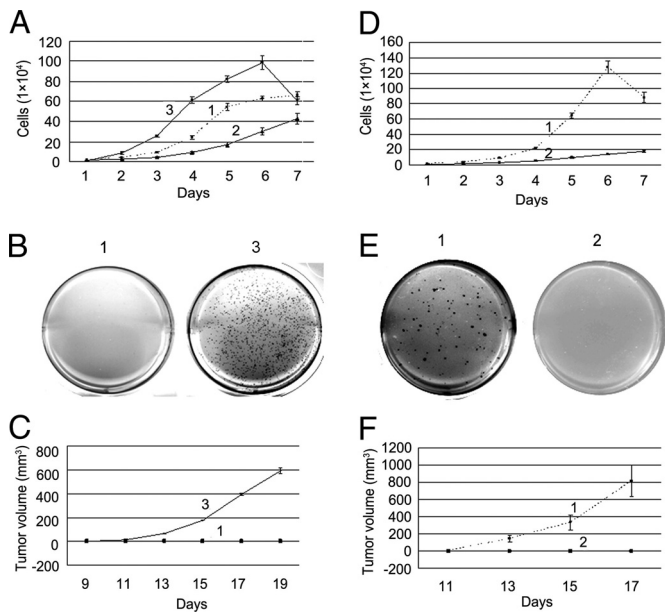 A
Cells (1×10⁴)
120
100
80
60
40
20
0
3
1
2
1 2 3 4 5 6 7
Days
D
Cells (1×10⁴)
160
140
120
100
80
60
40
20
0
1
2
1 2 3 4 5 6 7
Days
B
1 3
E
1 2
C
Tumor volume (mm³)
800
600
400
200
0
-200
3
1
9 11 13 15 17 19
Days
F
Tumor volume (mm³)
1200
1000
800
600
400
200
0
-200
1
2
11 13 15 17
Days